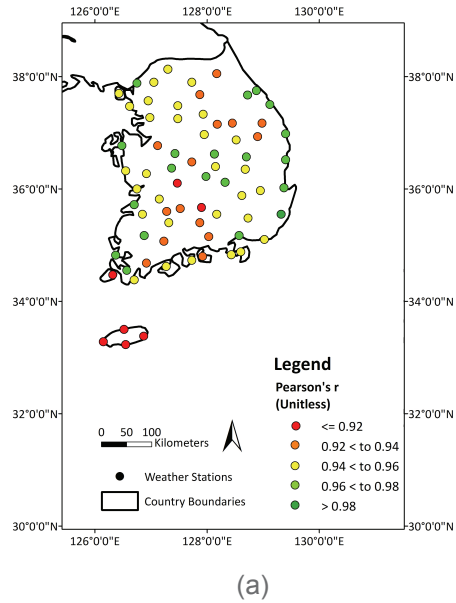 126°0'0"E 128°0'0"E 130°0'0"E
38°0'0"N 38°0'0"N
36°0'0"N 36°0'0"N
34°0'0"N 34°0'0"N
Legend
Pearson's r
(Unitless)
32°0'0"N 32°0'0"N
<= 0.92
0 50 100
Kilometers
0.92 < to 0.94
0.94 < to 0.96
Weather Stations
0.96 < to 0.98
Country Boundaries
> 0.98
30°0'0"N 30°0'0"N
126°0'0"E 128°0'0"E 130°0'0"E
(a)